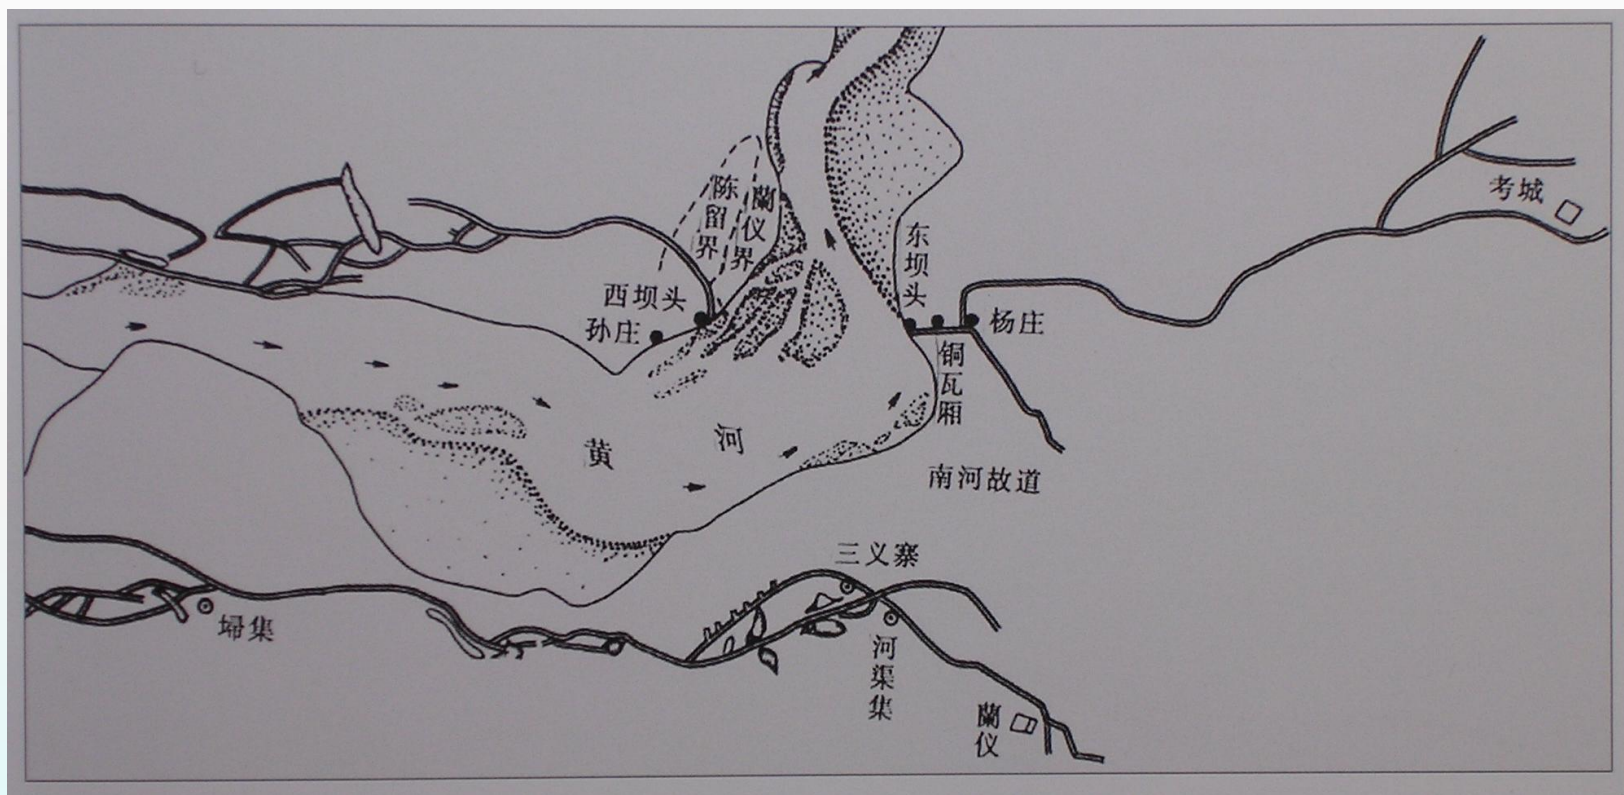 考城
陈留界
蘭仪界
东坝头
西坝头
孙庄
杨庄
铜瓦厢
黄河
南河故道
三义寨
埽集
河渠集
蘭仪